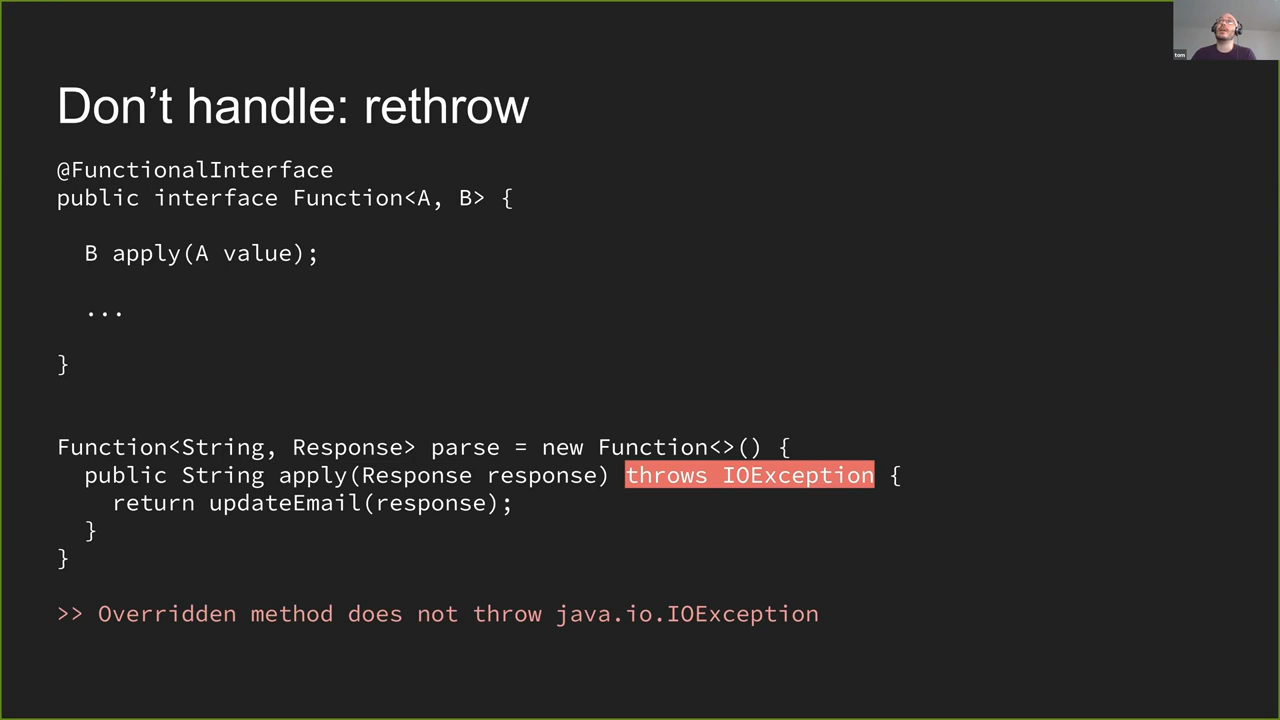 tom
Don't handle: rethrow
@FunctionalInterface
public interface Function<A, B> {
B apply(A value);
...
}
Function<String, Response> parse = new Function<>() {
public String apply(Response response) throws IOException {
return updateEmail(response);
}
}
>> Overridden method does not throw java.io.IOException